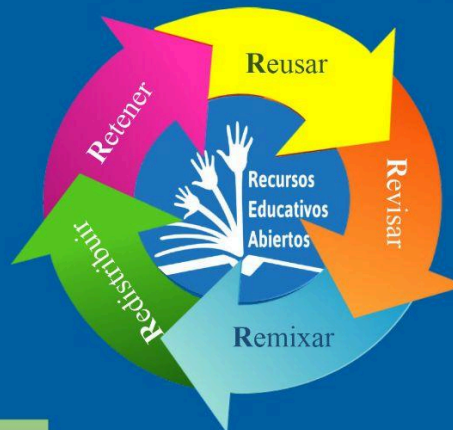 Reusar
Revisar
Remixar
Redistribuir
Retener
Recursos
Educativos
Abiertos